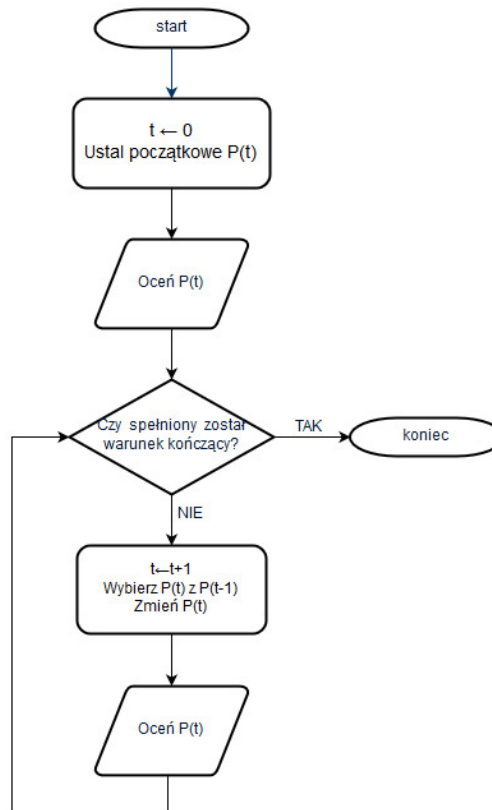 start
t ← 0
Ustal początkowe P(t)
Oceń P(t)
Czy spełniony został
warunek kończący?
TAK
koniec
NIE
t←t+1
Wybierz P(t) z P(t-1)
Zmień P(t)
Oceń P(t)